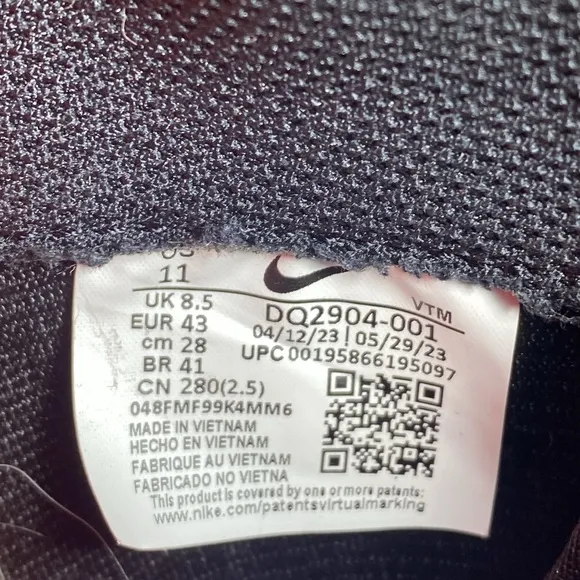 US
11
UK 8.5
EUR 43
cm 28
BR 41
CN 280(2.5)
048FMF99K4MM6
MADE IN VIETNAM
HECHO EN VIETNAM
FABRIQUE AU VIETNAM
FABRICADO NO VIETNA
VTM
DQ2904-001
04/12/23 | 05/29/23
UPC 00195866195097
This product is covered by one or more patents:
www.nike.com/patentsvirtualmarking